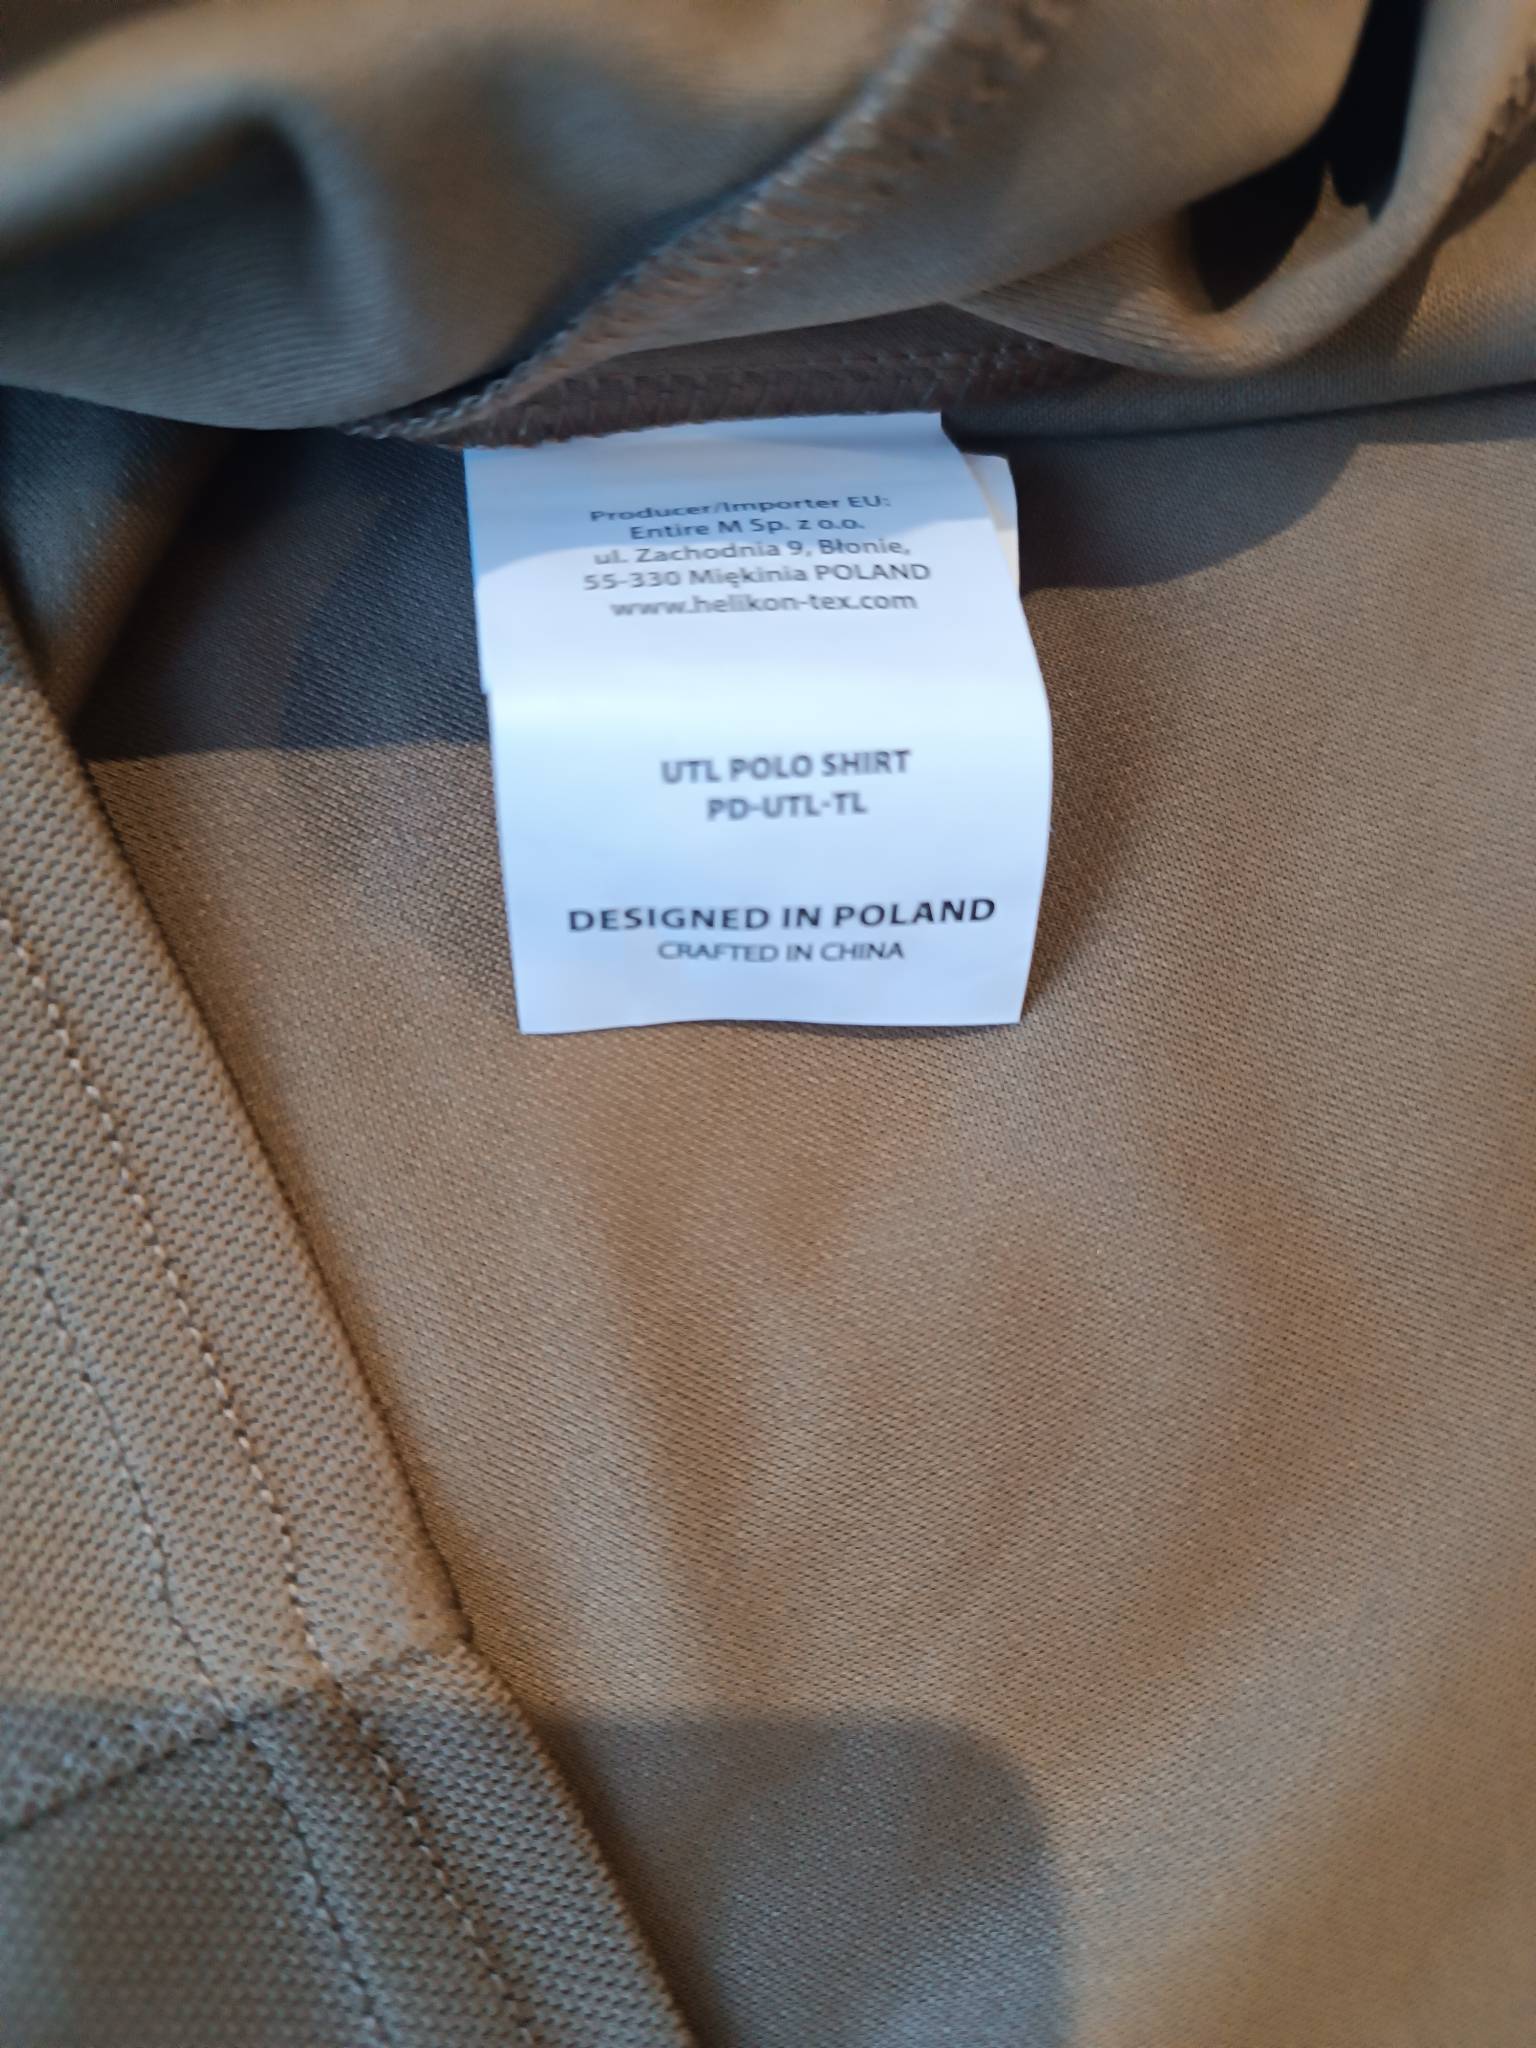 Producer/Importer EU:
Entire M Sp. z o.o.
ul. Zachodnia 9, Błonie,
55-330 Miękinia POLAND
www.helikon-tex.com
UTL POLO SHIRT
PD-UTL-TL
DESIGNED IN POLAND
CRAFTED IN CHINA